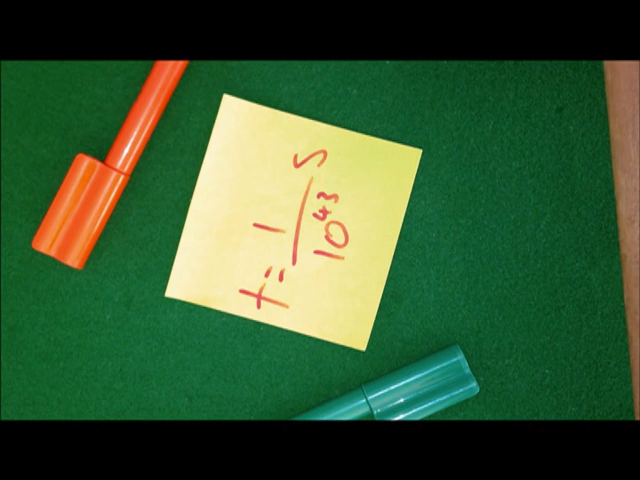 t = 1/10⁴³ s